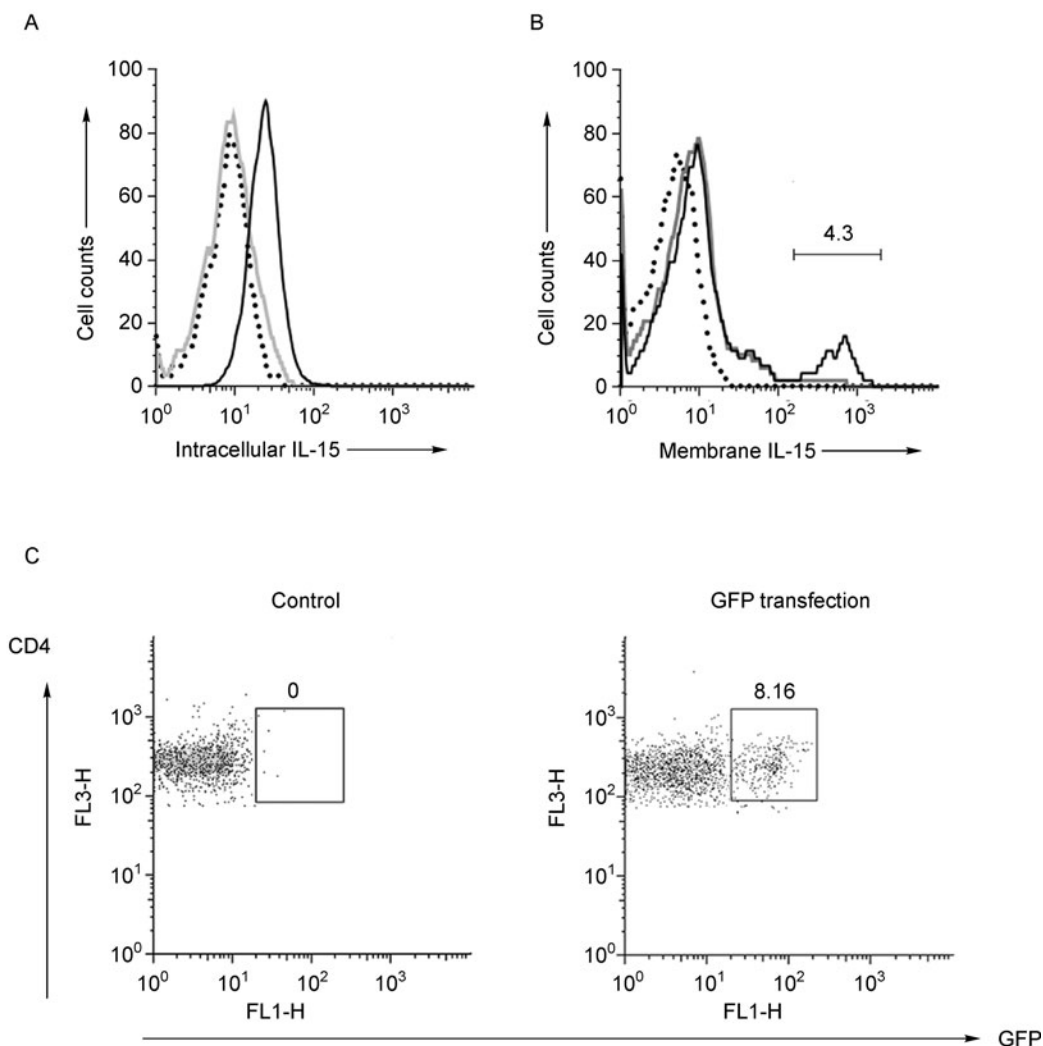 A
B
100
80
60
40
20
0
Cell counts
10⁰
10¹
10²
10³
Intracellular IL-15
100
80
60
40
20
0
Cell counts
4.3
10⁰
10¹
10²
10³
Membrane IL-15
C
Control
GFP transfection
CD4
0
10³
10²
10¹
10⁰
FL3-H
10⁰
10¹
10²
10³
FL1-H
8.16
10³
10²
10¹
10⁰
FL3-H
10⁰
10¹
10²
10³
FL1-H
GFP